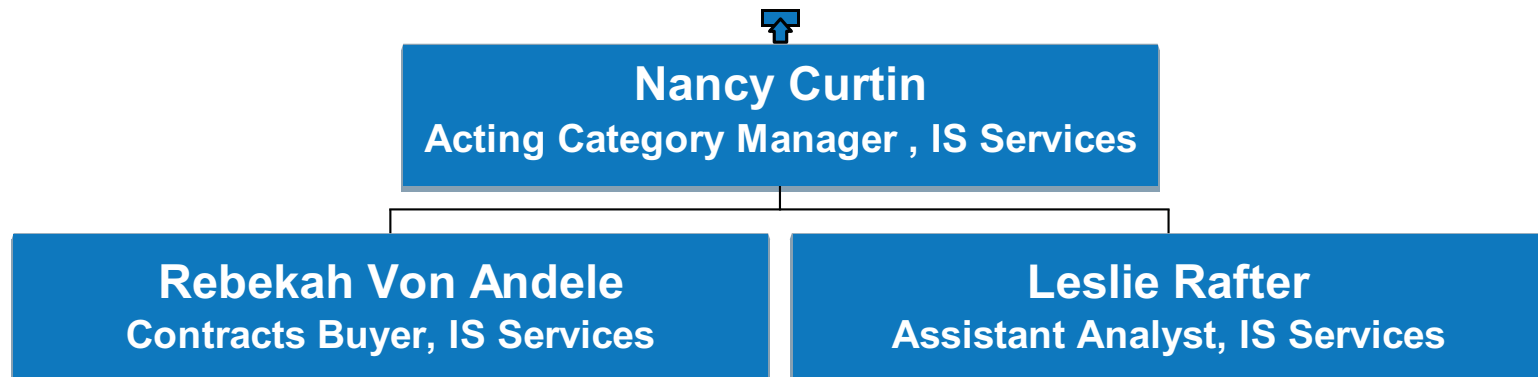 Nancy Curtin
Acting Category Manager , IS Services
Rebekah Von Andele
Contracts Buyer, IS Services
Leslie Rafter
Assistant Analyst, IS Services